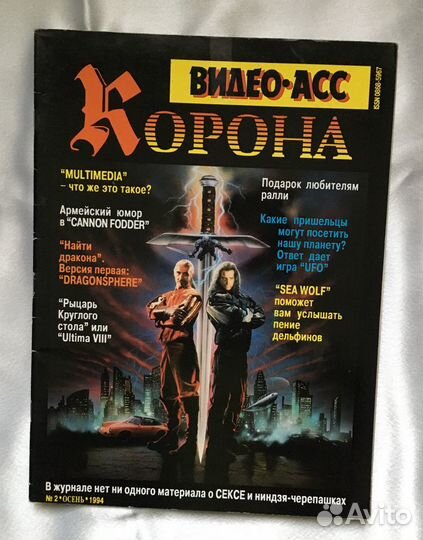 ВИДЕО•АСС
КОРОНА
ISSN 0868-5967
"MULTIMEDIA"
– что же это такое?
Армейский юмор
в "CANNON FODDER"
"Найти
дракона".
Версия первая:
"DRAGONSPHERE"
"Рыцарь
Круглого
стола" или
"Ultima VIII"
Подарок любителям
ралли
Какие пришельцы
могут посетить
нашу планету?
Ответ дает
игра "UFO"
"SEA WOLF"
поможет
вам услышать
пение
дельфинов
В журнале нет ни одного материала о СЕКСЕ и ниндзя-черепашках
№ 2 • ОСЕНЬ • 1994
Avito